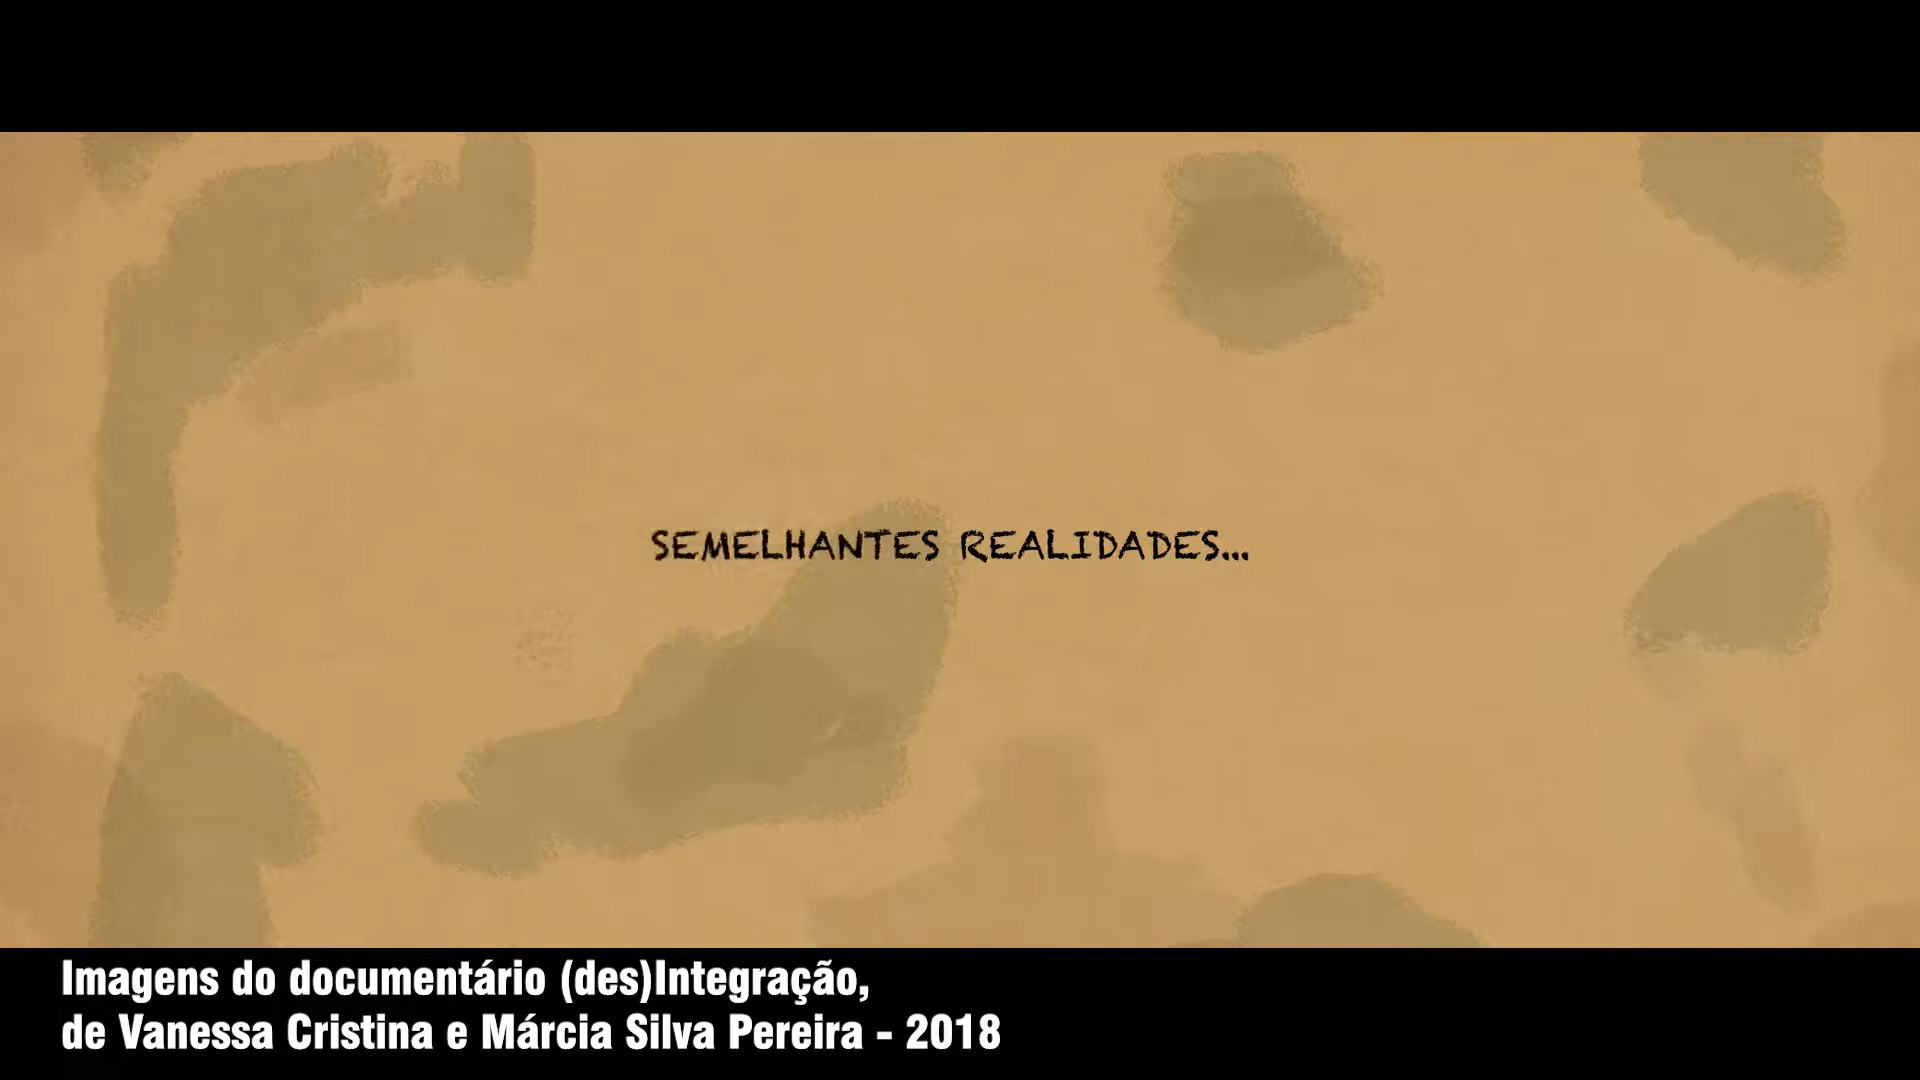 SEMELHANTES REALIDADES...
Imagens do documentário (des)Integração,
de Vanessa Cristina e Márcia Silva Pereira - 2018